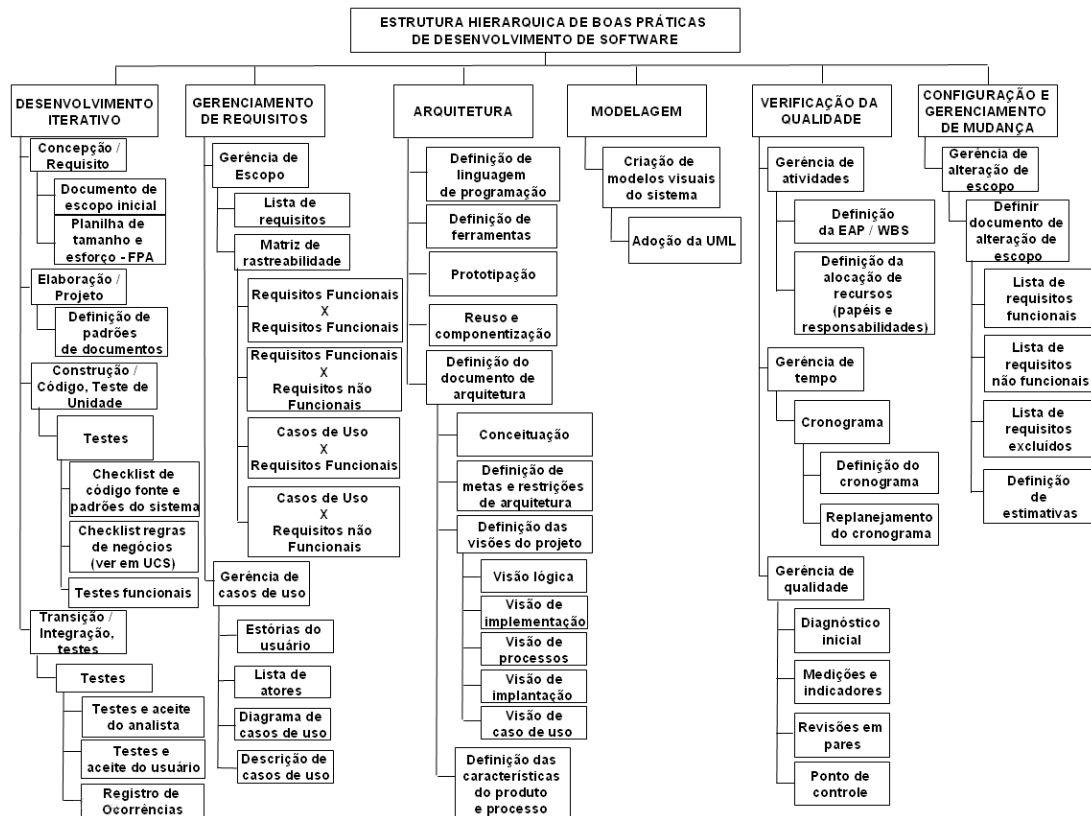 ESTRUTURA HIERARQUICA DE BOAS PRÁTICAS
DE DESENVOLVIMENTO DE SOFTWARE
DESENVOLVIMENTO
ITERATIVO
Concepção /
Requisito
Documento de
escopo inicial
Planilha de
tamanho e
esforço - FPA
Elaboração /
Projeto
Definição de
padrões
de documentos
Construção /
Código, Teste de
Unidade
Testes
Checklist de
código fonte e
padrões do sistema
Checklist regras
de negócios
(ver em UCS)
Testes funcionais
Transição /
Integração,
testes
Testes
Testes e aceite
do analista
Testes e
aceite do usuário
Registro de
Ocorrências
GERENCIAMENTO
DE REQUISITOS
Gerência de
Escopo
Lista de
requisitos
Matriz de
rastreabilidade
Requisitos Funcionais
X
Requisitos Funcionais
Requisitos Funcionais
X
Requisitos não
Funcionais
Casos de Uso
X
Requisitos Funcionais
Casos de Uso
X
Requisitos não
Funcionais
Gerência de
casos de uso
Estórias do
usuário
Lista de
atores
Diagrama de
casos de uso
Descrição de
casos de uso
ARQUITETURA
Definição de
linguagem
de programação
Definição de
ferramentas
Prototipação
Reuso e
componentização
Definição do
documento de
arquitetura
Conceituação
Definição de
metas e restrições
de arquitetura
Definição das
visões do projeto
Visão lógica
Visão de
implementação
Visão de
processos
Visão de
implantação
Visão de
caso de uso
Definição das
características
do produto
e processo
MODELAGEM
Criação de
modelos visuais
do sistema
Adoção da UML
VERIFICAÇÃO DA
QUALIDADE
Gerência de
atividades
Definição
da EAP / WBS
Definição da
alocação de
recursos
(papéis e
responsabilidades)
Gerência de
tempo
Cronograma
Definição do
cronograma
Replanejamento
do cronograma
Gerência de
qualidade
Diagnóstico
inicial
Medições e
indicadores
Revisões em
pares
Ponto de
controle
CONFIGURAÇÃO E
GERENCIAMENTO
DE MUDANÇA
Gerência de
alteração de
escopo
Definir
documento de
alteração de
escopo
Lista de
requisitos
funcionais
Lista de
requisitos
não funcionais
Lista de
requisitos
excluídos
Definição
de
estimativas